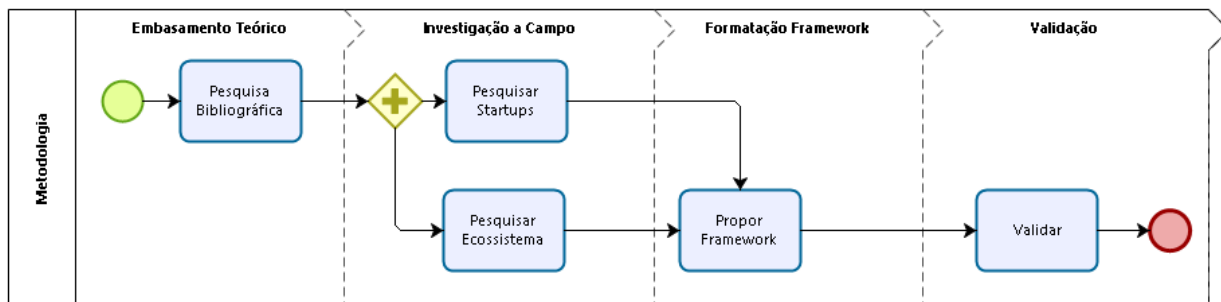 Embasamento Teórico
Investigação a Campo
Formatação Framework
Validação
Metodologia
Pesquisa
Bibliográfica
Pesquisar
Startups
Pesquisar
Ecossistema
Propor
Framework
Validar